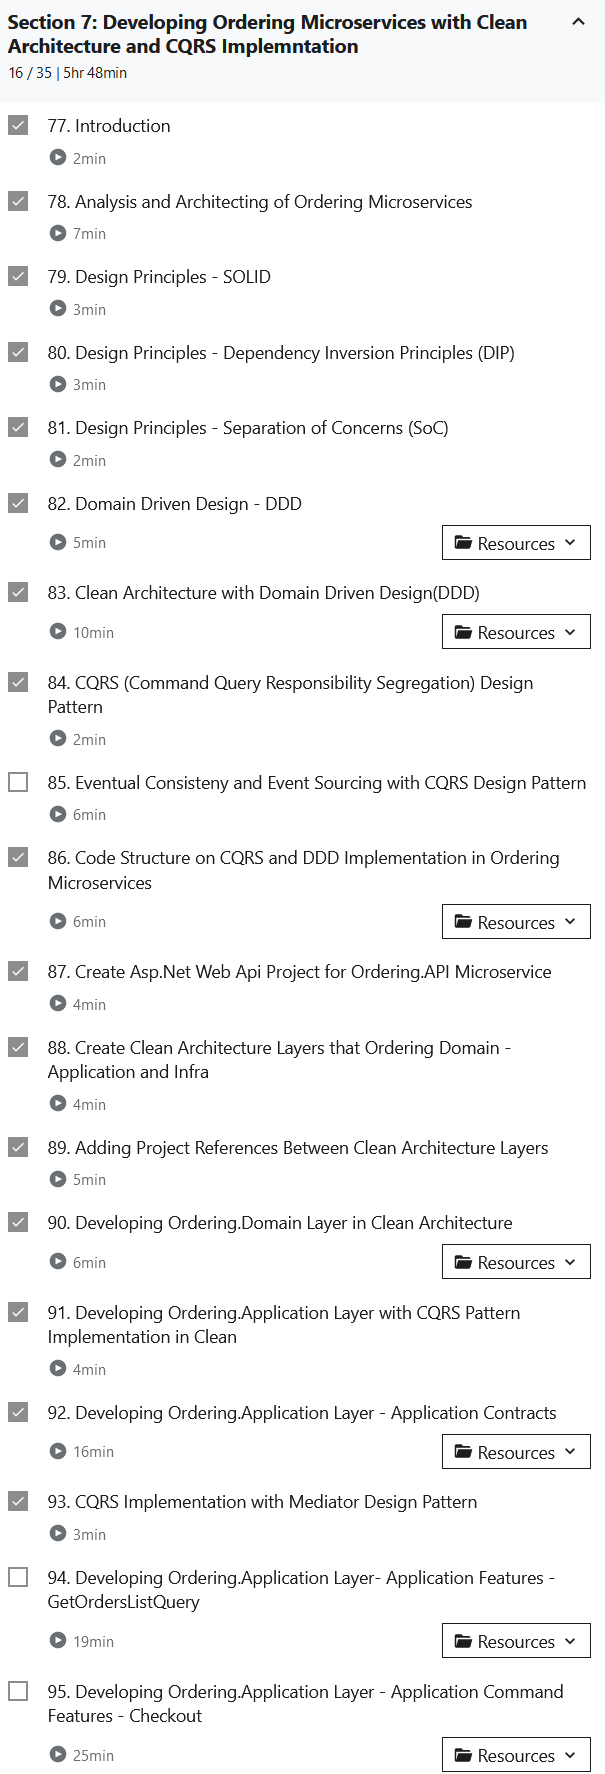 Section 7: Developing Ordering Microservices with Clean
Architecture and CQRS Implemntation
16 / 35 | 5hr 48min
77. Introduction
2min
78. Analysis and Architecting of Ordering Microservices
7min
79. Design Principles - SOLID
3min
80. Design Principles - Dependency Inversion Principles (DIP)
3min
81. Design Principles - Separation of Concerns (SoC)
2min
82. Domain Driven Design - DDD
5min
Resources
83. Clean Architecture with Domain Driven Design(DDD)
10min
Resources
84. CQRS (Command Query Responsibility Segregation) Design
Pattern
2min
85. Eventual Consisteny and Event Sourcing with CQRS Design Pattern
6min
86. Code Structure on CQRS and DDD Implementation in Ordering
Microservices
6min
Resources
87. Create Asp.Net Web Api Project for Ordering.API Microservice
4min
88. Create Clean Architecture Layers that Ordering Domain -
Application and Infra
4min
89. Adding Project References Between Clean Architecture Layers
5min
90. Developing Ordering.Domain Layer in Clean Architecture
6min
Resources
91. Developing Ordering.Application Layer with CQRS Pattern
Implementation in Clean
4min
92. Developing Ordering.Application Layer - Application Contracts
16min
Resources
93. CQRS Implementation with Mediator Design Pattern
3min
94. Developing Ordering.Application Layer- Application Features -
GetOrdersListQuery
19min
Resources
95. Developing Ordering.Application Layer - Application Command
Features - Checkout
25min
Resources